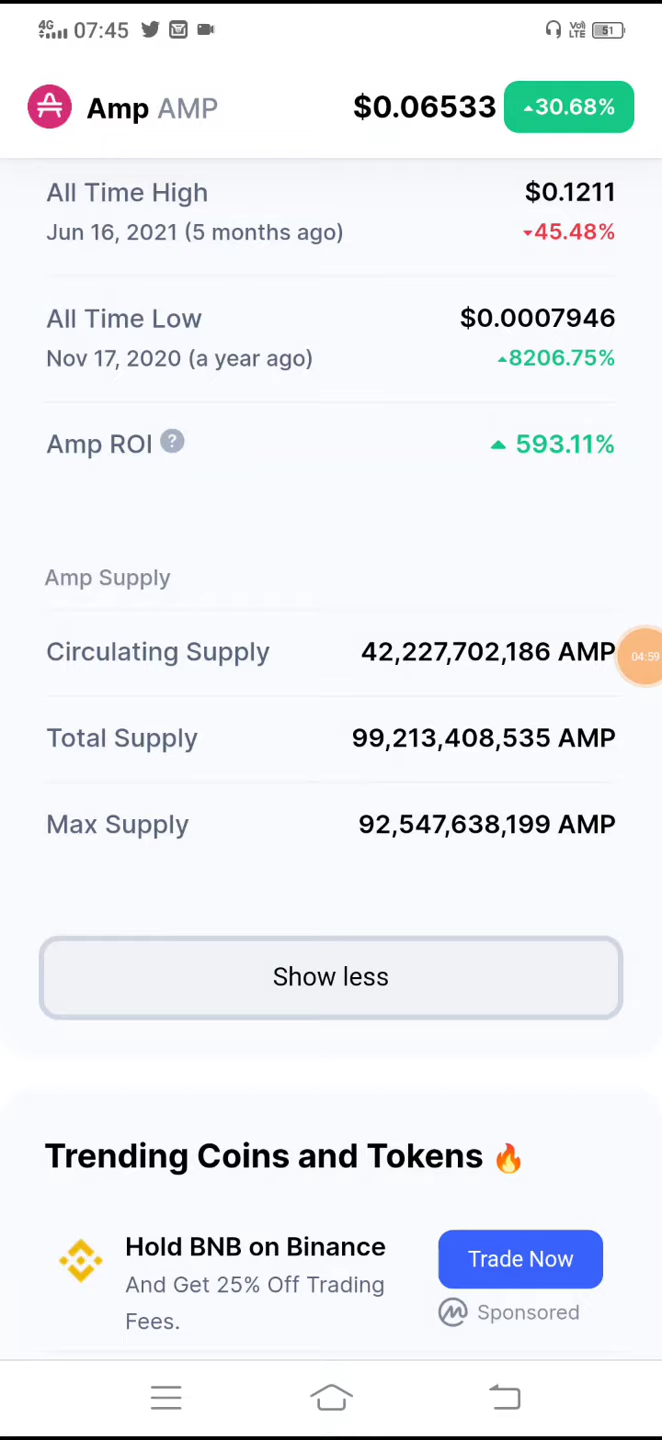 4G 07:45 Vo) LTE 51
Amp AMP $0.06533 30.68%
All Time High $0.1211
Jun 16, 2021 (5 months ago) 45.48%
All Time Low $0.0007946
Nov 17, 2020 (a year ago) 8206.75%
Amp ROI ? 593.11%
Amp Supply
Circulating Supply 42,227,702,186 AMP
04:59
Total Supply 99,213,408,535 AMP
Max Supply 92,547,638,199 AMP
Show less
Trending Coins and Tokens 🔥
Hold BNB on Binance
And Get 25% Off Trading
Fees.
Trade Now
Sponsored